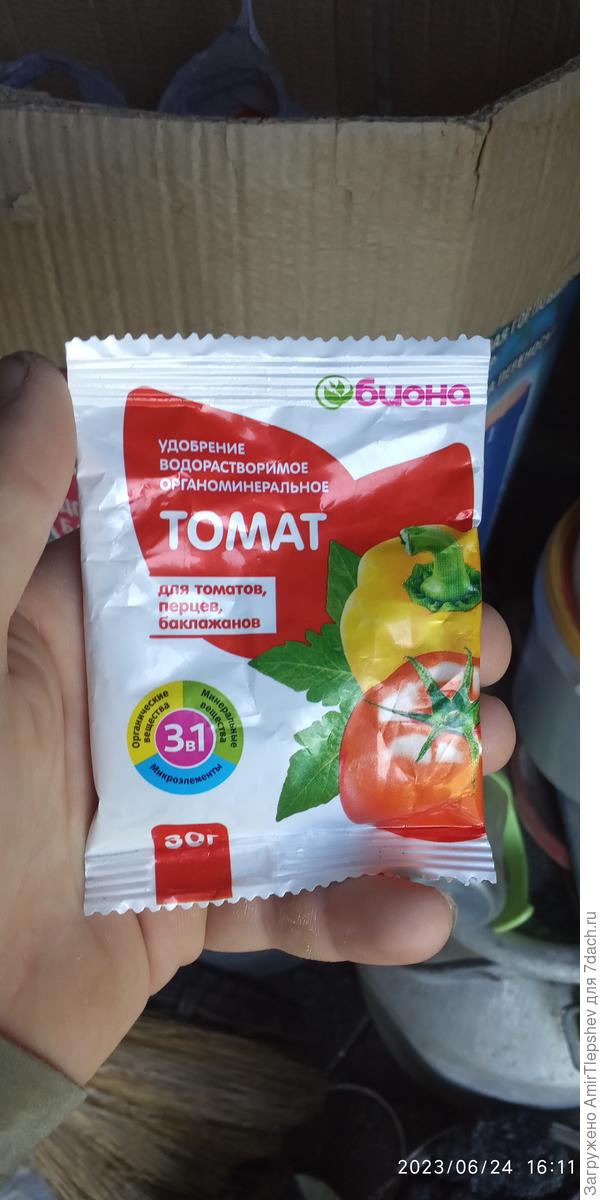 биона
УДОБРЕНИЕ
ВОДОРАСТВОРИМОЕ
ОРГАНОМИНЕРАЛЬНОЕ
ТОМАТ
для томатов,
перцев,
баклажанов
Органические
вещества
Минеральные
вещества
3в1
Микроэлементы
30г
2023/06/24 16:11
Загружено AmirTlepshev для 7dach.ru